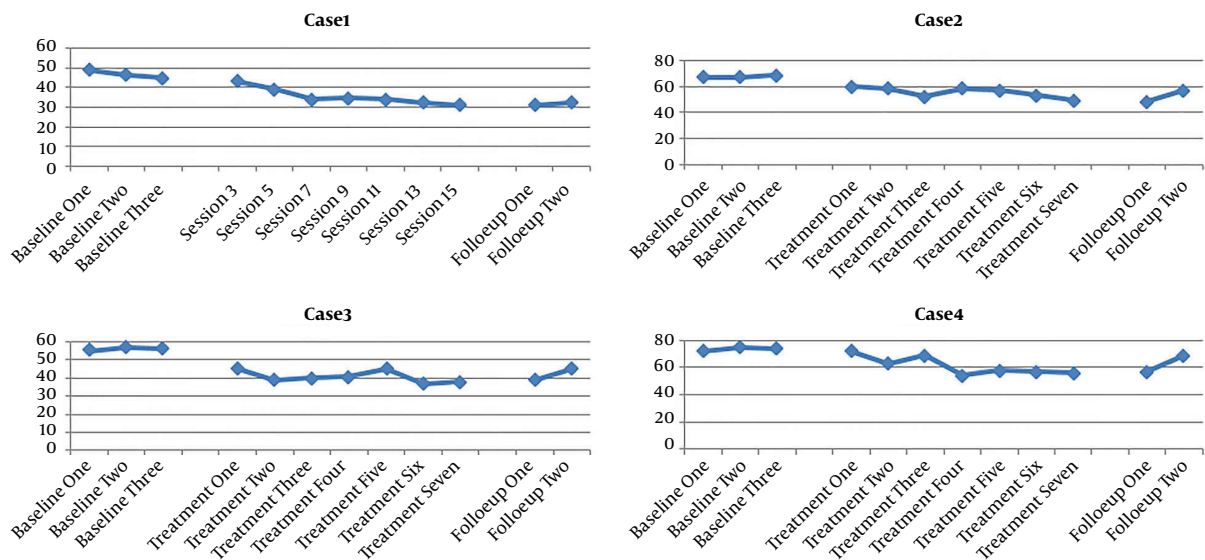 Case1
60
50
40
30
20
10
0
Baseline One
Baseline Two
Baseline Three
Session 3
Session 5
Session 7
Session 9
Session 11
Session 13
Session 15
Folloeup One
Folloeup Two
Case2
80
60
40
20
0
Baseline One
Baseline Two
Baseline Three
Treatment One
Treatment Two
Treatment Three
Treatment Four
Treatment Five
Treatment Six
Treatment Seven
Folloeup One
Folloeup Two
Case3
60
50
40
30
20
10
0
Baseline One
Baseline Two
Baseline Three
Treatment One
Treatment Two
Treatment Three
Treatment Four
Treatment Five
Treatment Six
Treatment Seven
Folloeup One
Folloeup Two
Case4
80
60
40
20
0
Baseline One
Baseline Two
Baseline Three
Treatment One
Treatment Two
Treatment Three
Treatment Four
Treatment Five
Treatment Six
Treatment Seven
Folloeup One
Folloeup Two